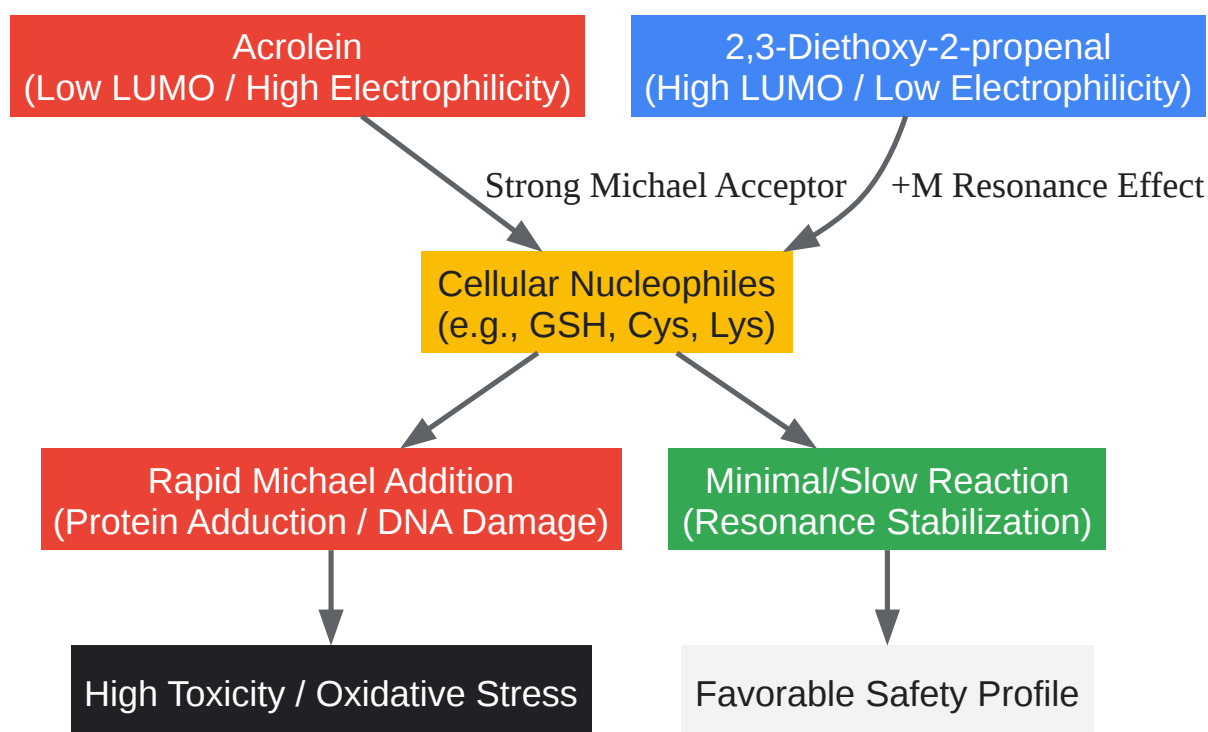 Acrolein
(Low LUMO / High Electrophilicity)
2,3-Diethoxy-2-propenal
(High LUMO / Low Electrophilicity)
Strong Michael Acceptor
+M Resonance Effect
Cellular Nucleophiles
(e.g., GSH, Cys, Lys)
Rapid Michael Addition
(Protein Adduction / DNA Damage)
Minimal/Slow Reaction
(Resonance Stabilization)
High Toxicity / Oxidative Stress
Favorable Safety Profile